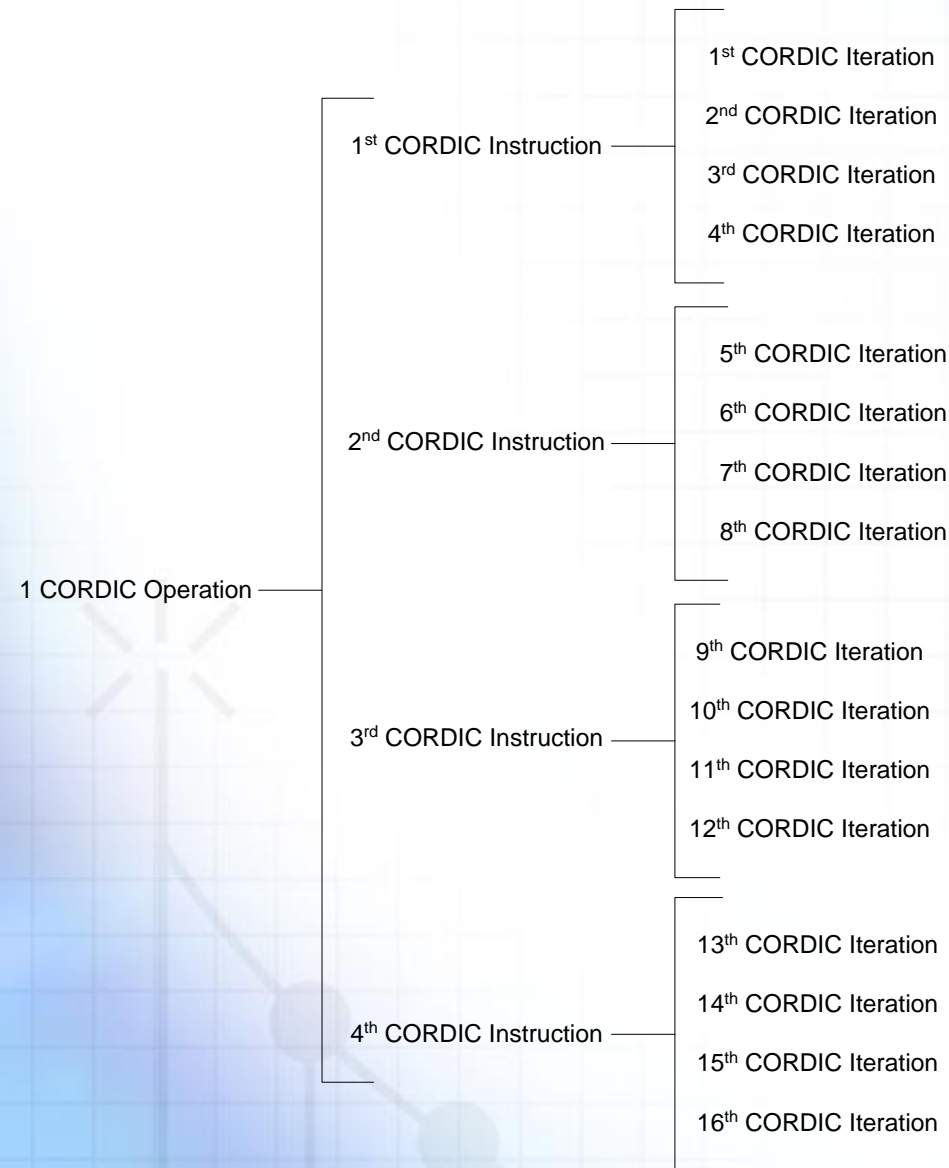 1st CORDIC Iteration
2nd CORDIC Iteration
1st CORDIC Instruction
3rd CORDIC Iteration
4th CORDIC Iteration
5th CORDIC Iteration
6th CORDIC Iteration
2nd CORDIC Instruction
7th CORDIC Iteration
8th CORDIC Iteration
1 CORDIC Operation
9th CORDIC Iteration
10th CORDIC Iteration
3rd CORDIC Instruction
11th CORDIC Iteration
12th CORDIC Iteration
13th CORDIC Iteration
14th CORDIC Iteration
4th CORDIC Instruction
15th CORDIC Iteration
16th CORDIC Iteration